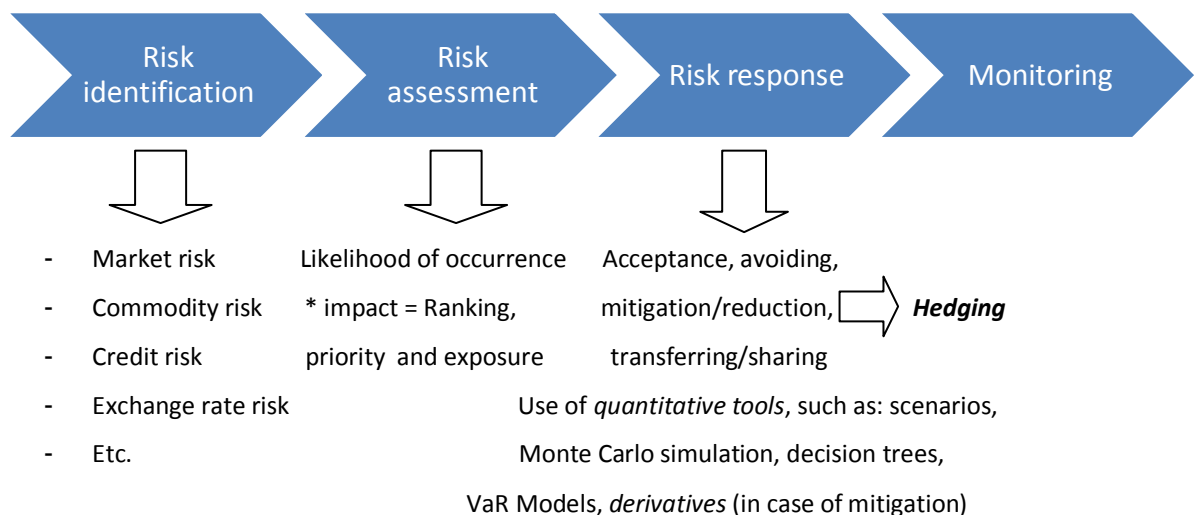 Risk
identification
Risk
assessment
Risk response
Monitoring
- Market risk
- Commodity risk
- Credit risk
- Exchange rate risk
- Etc.
Likelihood of occurrence
* impact = Ranking,
priority and exposure
Acceptance, avoiding,
mitigation/reduction,
transferring/sharing
Hedging
Use of quantitative tools, such as: scenarios,
Monte Carlo simulation, decision trees,
VaR Models, derivatives (in case of mitigation)